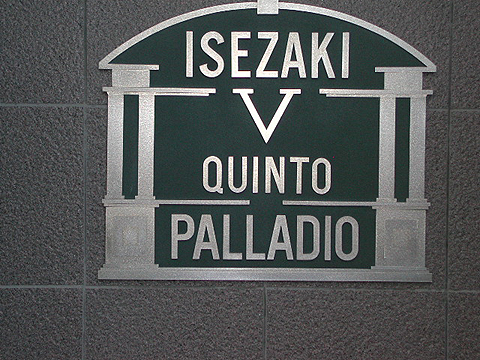 ISEZAKI
V
QUINTO
PALLADIO